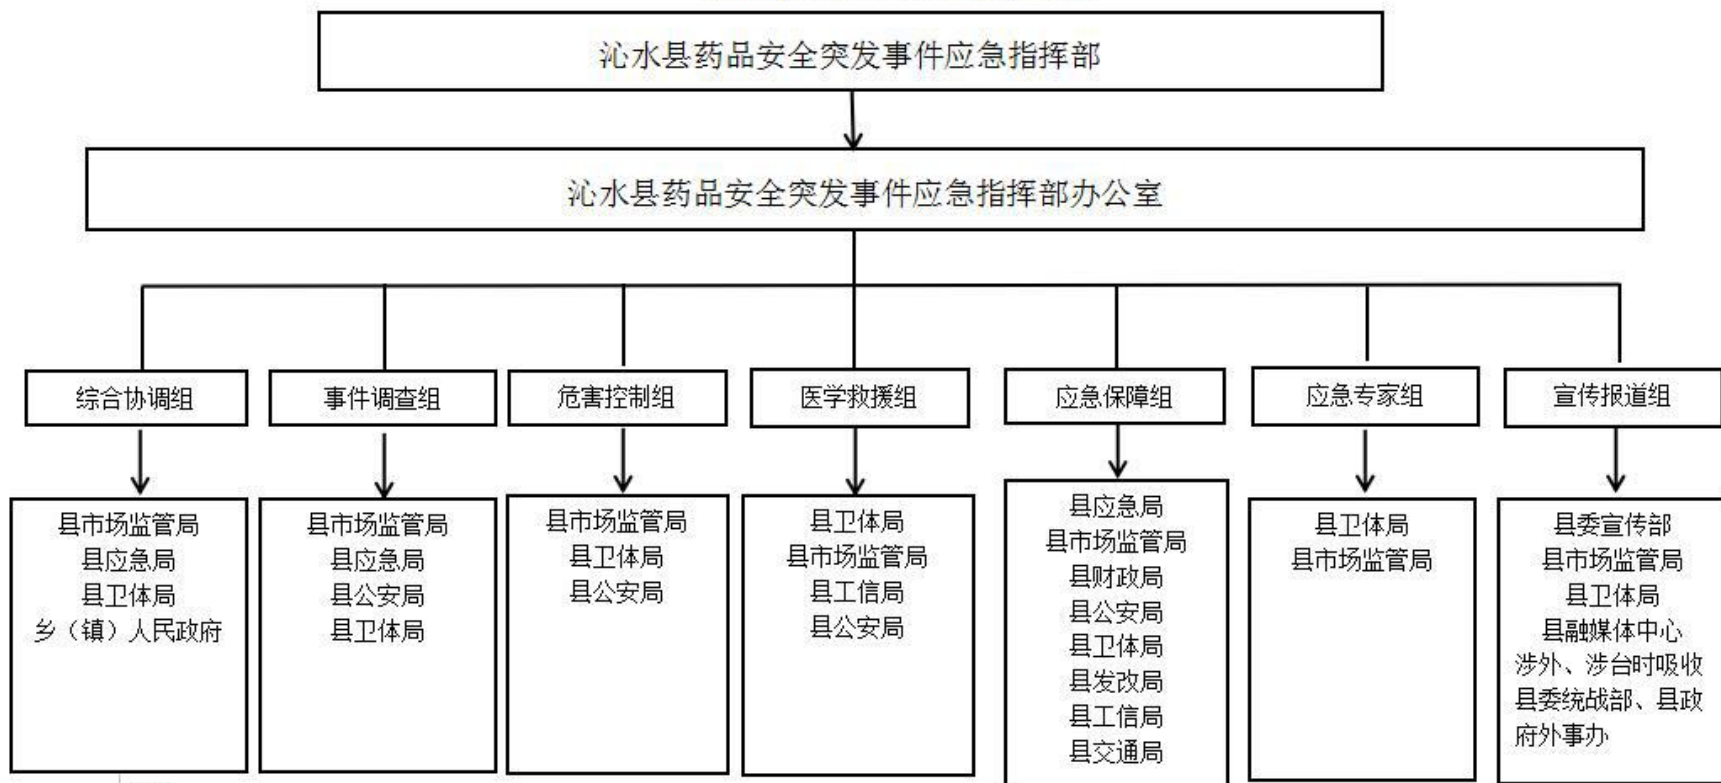 沁水县药品安全突发事件应急指挥部
沁水县药品安全突发事件应急指挥部办公室
综合协调组
事件调查组
危害控制组
医学救援组
应急保障组
应急专家组
宣传报道组
县市场监管局
县应急局
县卫体局
乡（镇）人民政府
县市场监管局
县应急局
县公安局
县卫体局
县市场监管局
县卫体局
县公安局
县卫体局
县市场监管局
县工信局
县公安局
县应急局
县市场监管局
县财政局
县公安局
县卫体局
县发改局
县工信局
县交通局
县卫体局
县市场监管局
县委宣传部
县市场监管局
县卫体局
县融媒体中心
涉外、涉台时吸收
县委统战部、县政
府外事办